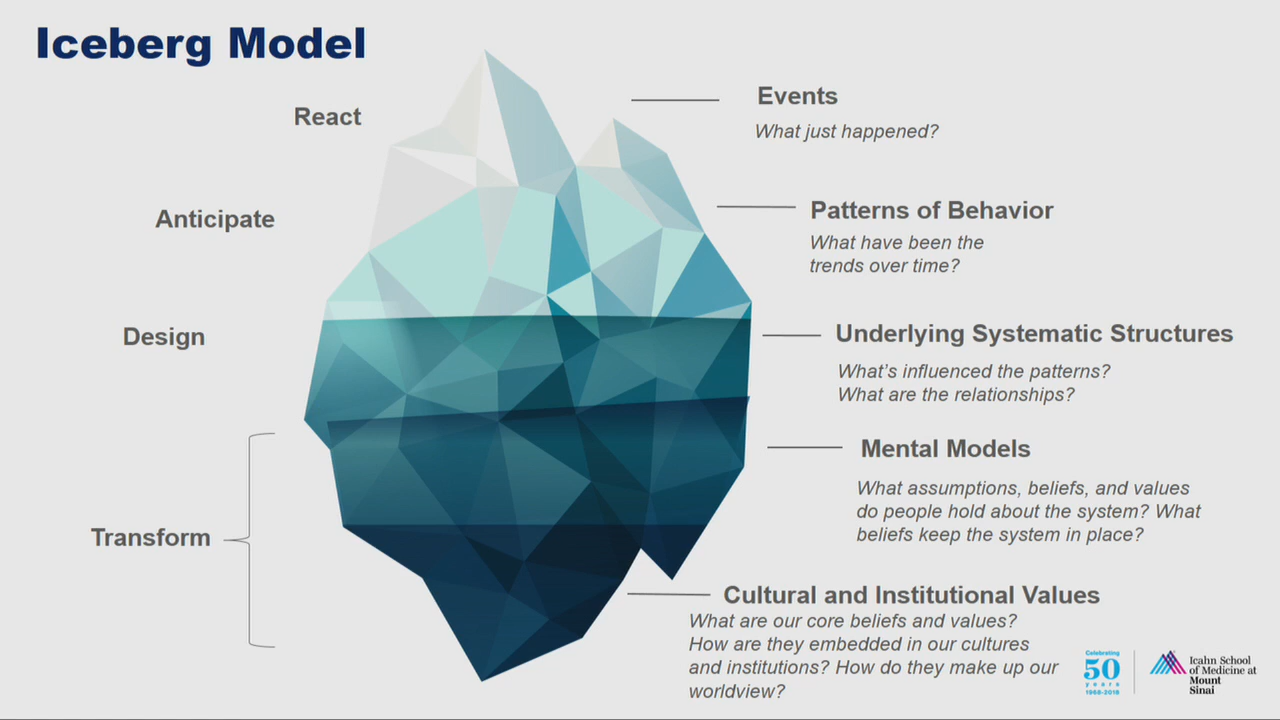 Iceberg Model
React
Events
What just happened?
Anticipate
Patterns of Behavior
What have been the
trends over time?
Design
Underlying Systematic Structures
What's influenced the patterns?
What are the relationships?
Mental Models
What assumptions, beliefs, and values
do people hold about the system? What
beliefs keep the system in place?
Transform
Cultural and Institutional Values
What are our core beliefs and values?
How are they embedded in our cultures
and institutions? How do they make up our
worldview?
Celebrating
50
years
1968-2018
Icahn School
of Medicine at
Mount
Sinai